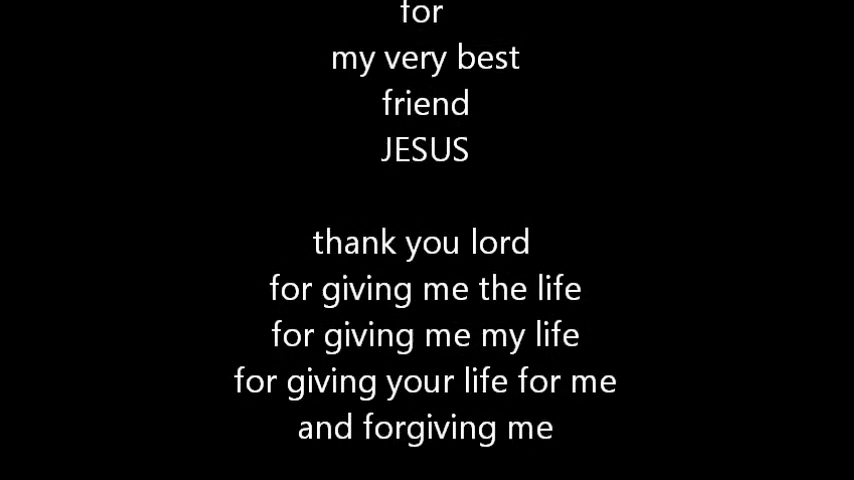 for
my very best
friend
JESUS
thank you lord
for giving me the life
for giving me my life
for giving your life for me
and forgiving me